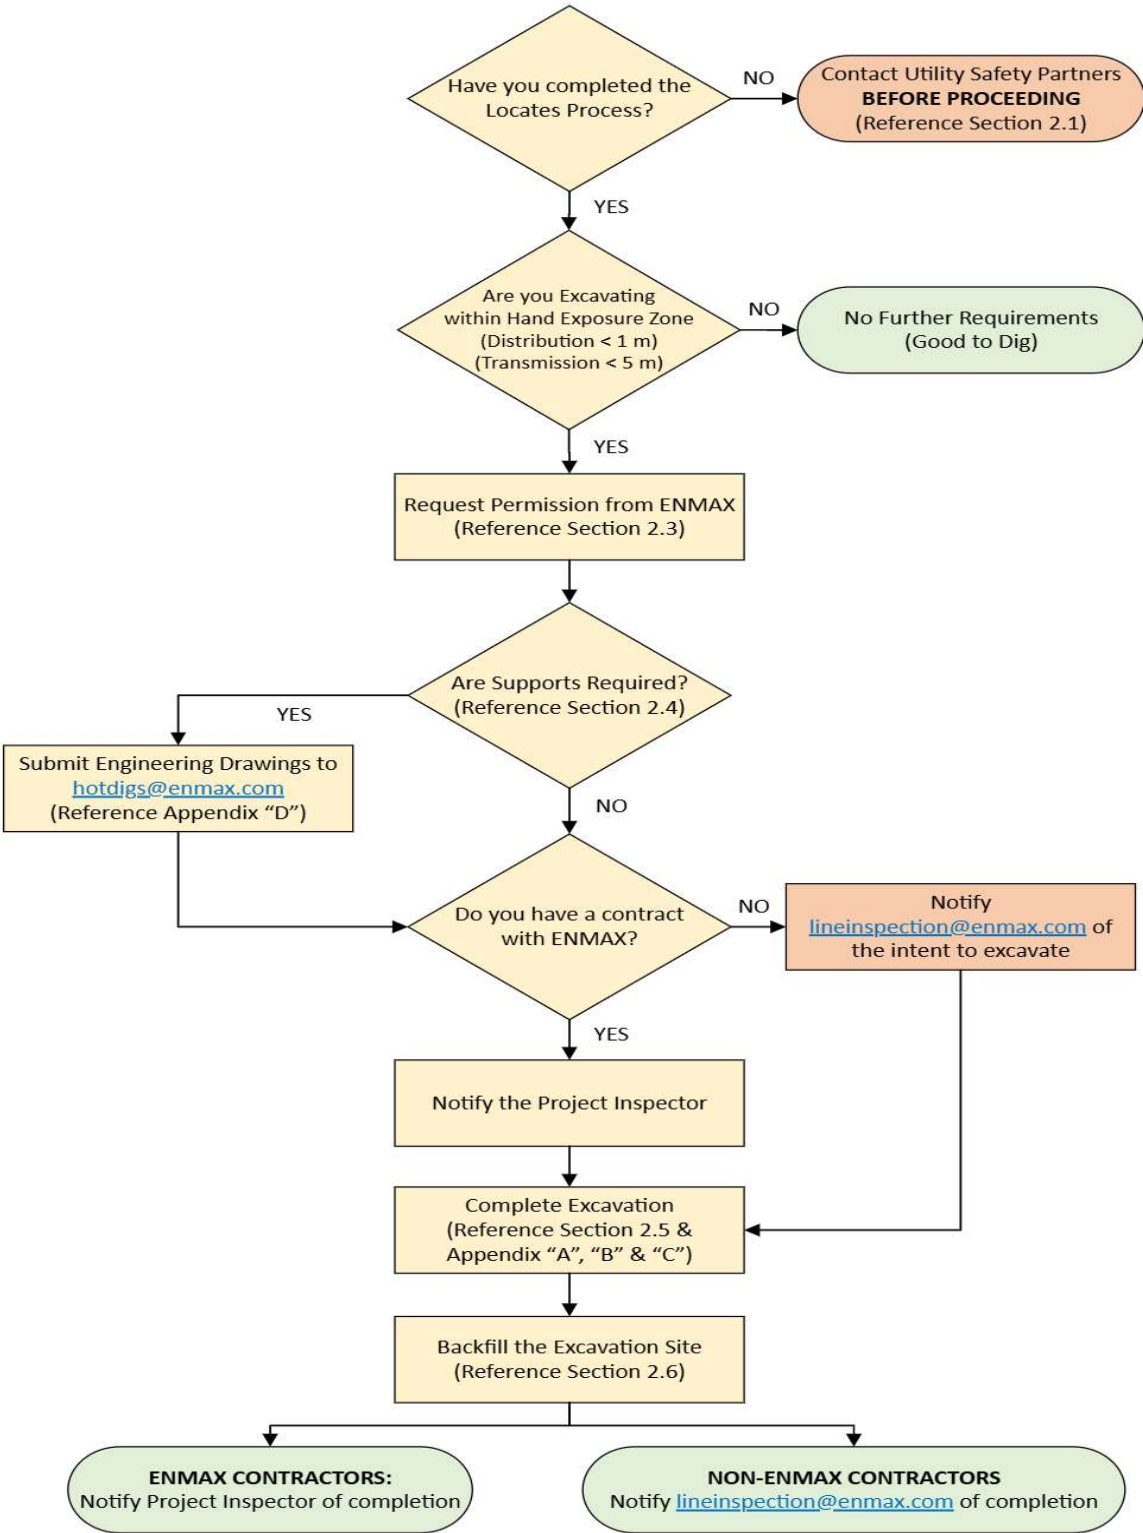 Have you completed the
Locates Process?
NO
Contact Utility Safety Partners
BEFORE PROCEEDING
(Reference Section 2.1)
YES
Are you Excavating
within Hand Exposure Zone
(Distribution < 1 m)
(Transmission < 5 m)
NO
No Further Requirements
(Good to Dig)
YES
Request Permission from ENMAX
(Reference Section 2.3)
Are Supports Required?
(Reference Section 2.4)
YES
Submit Engineering Drawings to
hotdigs@enmax.com
(Reference Appendix “D”)
NO
Do you have a contract
with ENMAX?
NO
Notify
lineinspection@enmax.com of
the intent to excavate
YES
Notify the Project Inspector
Complete Excavation
(Reference Section 2.5 &
Appendix “A”, “B” & “C”)
Backfill the Excavation Site
(Reference Section 2.6)
ENMAX CONTRACTORS:
Notify Project Inspector of completion
NON-ENMAX CONTRACTORS
Notify lineinspection@enmax.com of completion